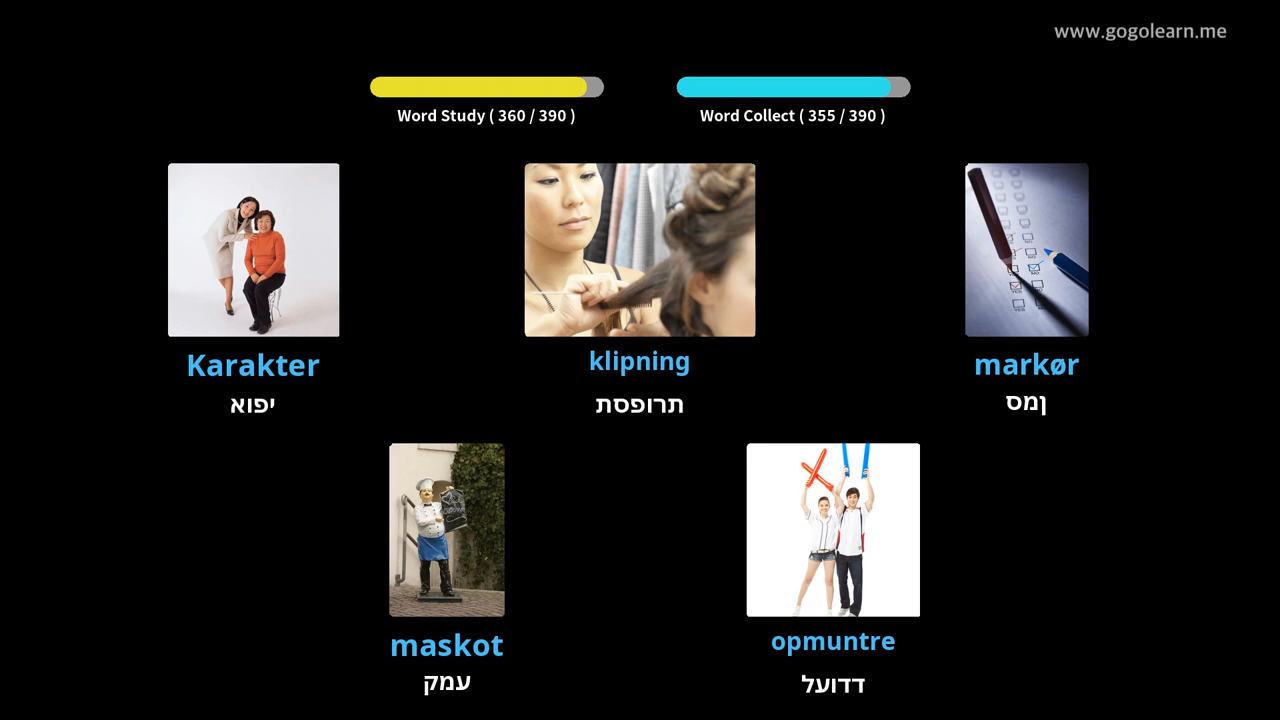 www.gogolearn.me
Word Study ( 360 / 390 )
Word Collect ( 355 / 390 )
Karakter
יפוא
klipning
תרופסת
markør
ןמס
maskot
עמק
opmuntre
דדועל